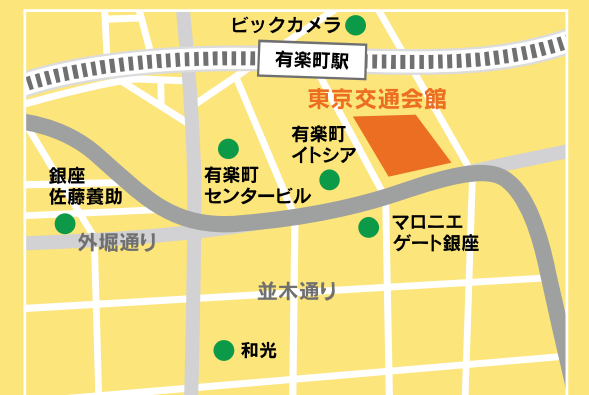 ビックカメラ
有楽町駅
東京交通会館
有楽町
イトシア
有楽町
センタービル
銀座
佐藤養助
マロニエ
ゲート銀座
外堀通り
並木通り
和光